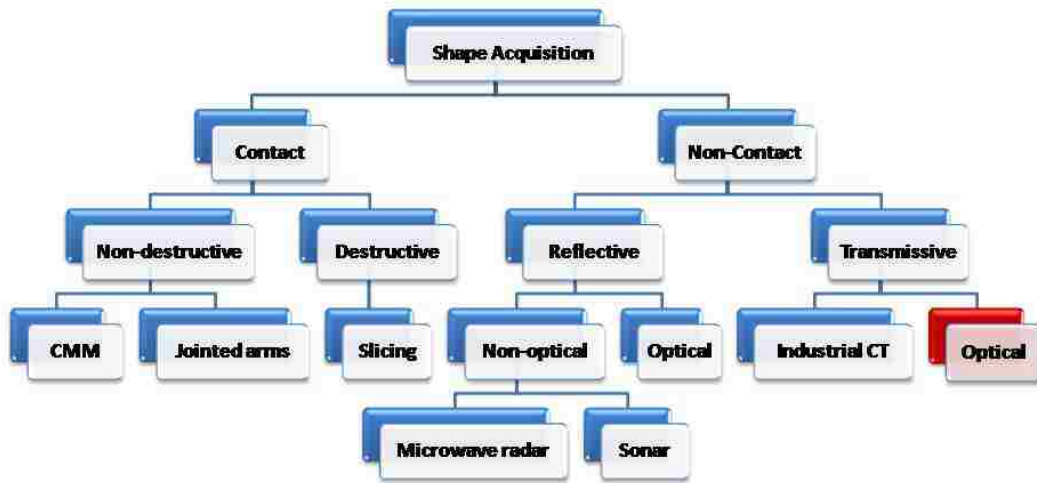 Shape Acquisition
Contact
Non-Contact
Non-destructive
Destructive
Reflective
Transmissive
CMM
Jointed arms
Slicing
Non-optical
Optical
Industrial CT
Optical
Microwave radar
Sonar